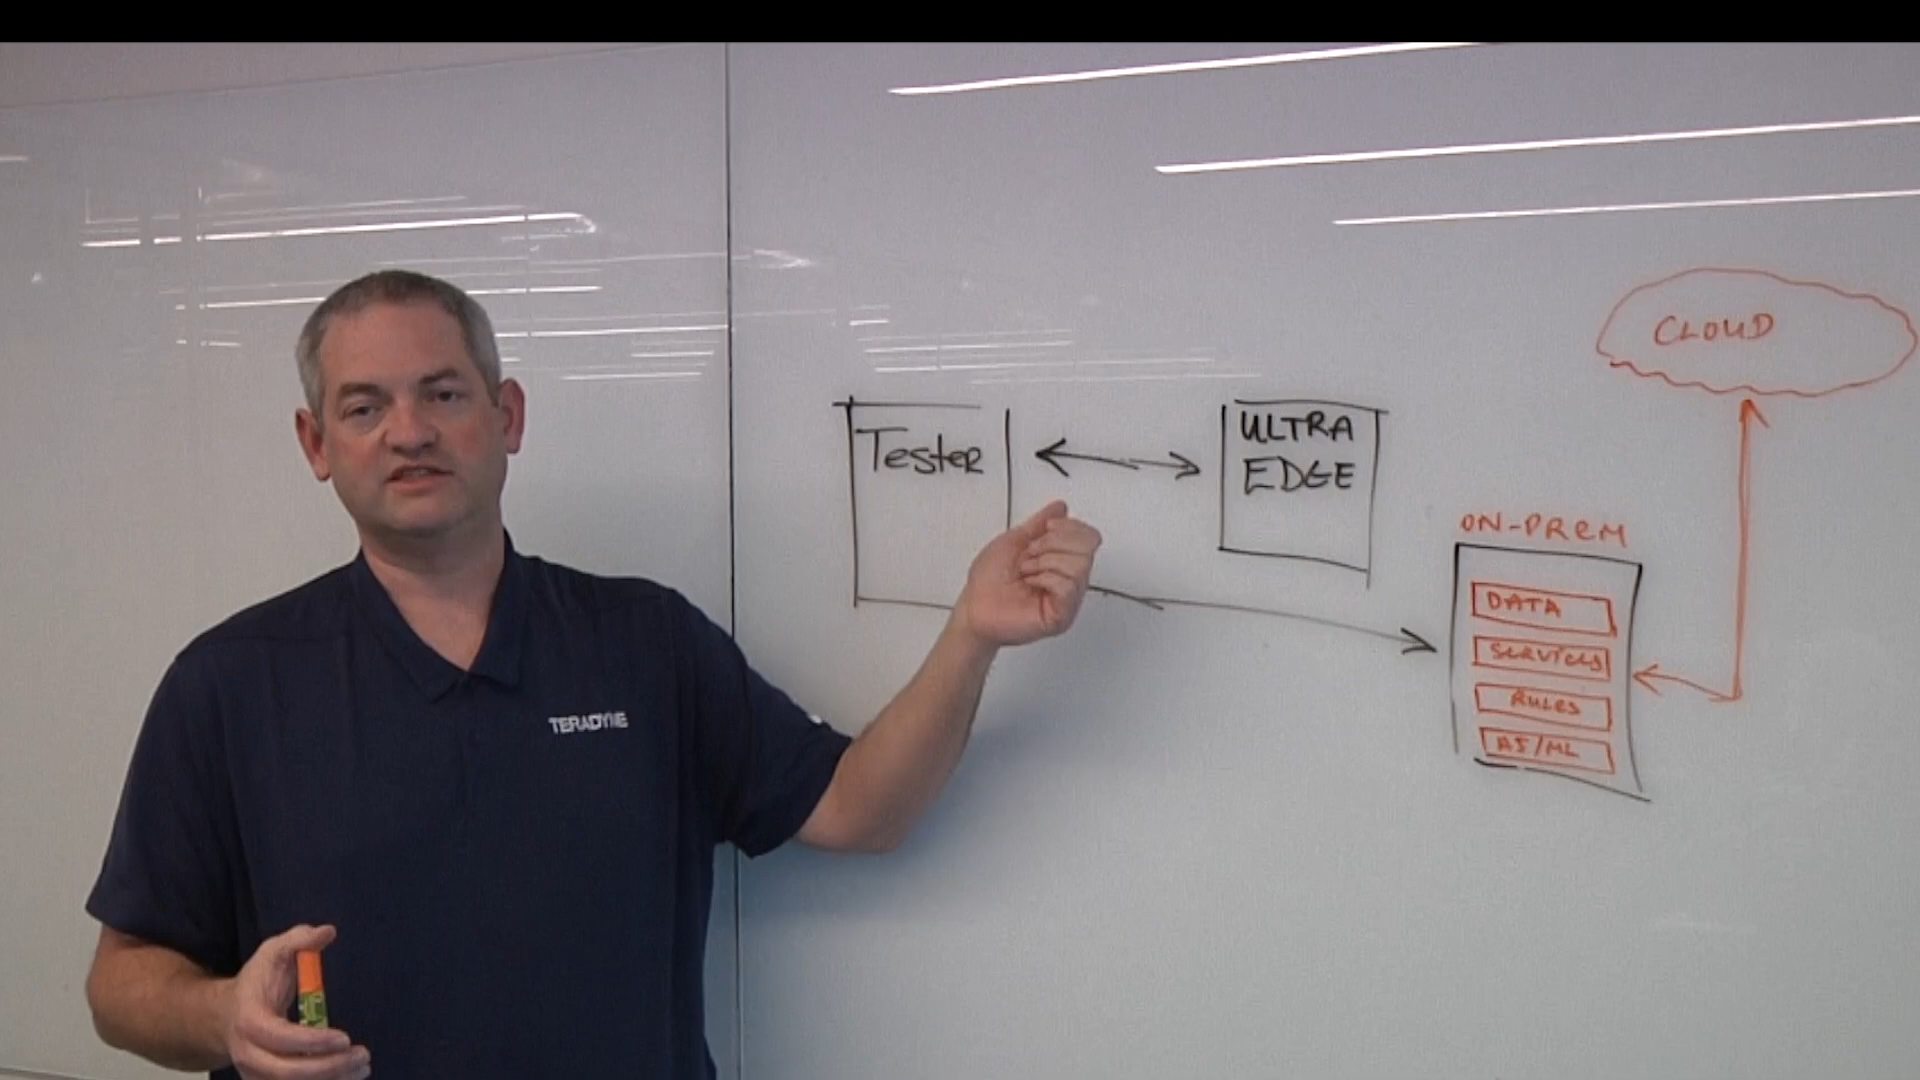 Tester
ULTRA
EDGE
CLOUD
ON-PREM
DATA
SERVICES
RULES
AI/ML
TERADYNE